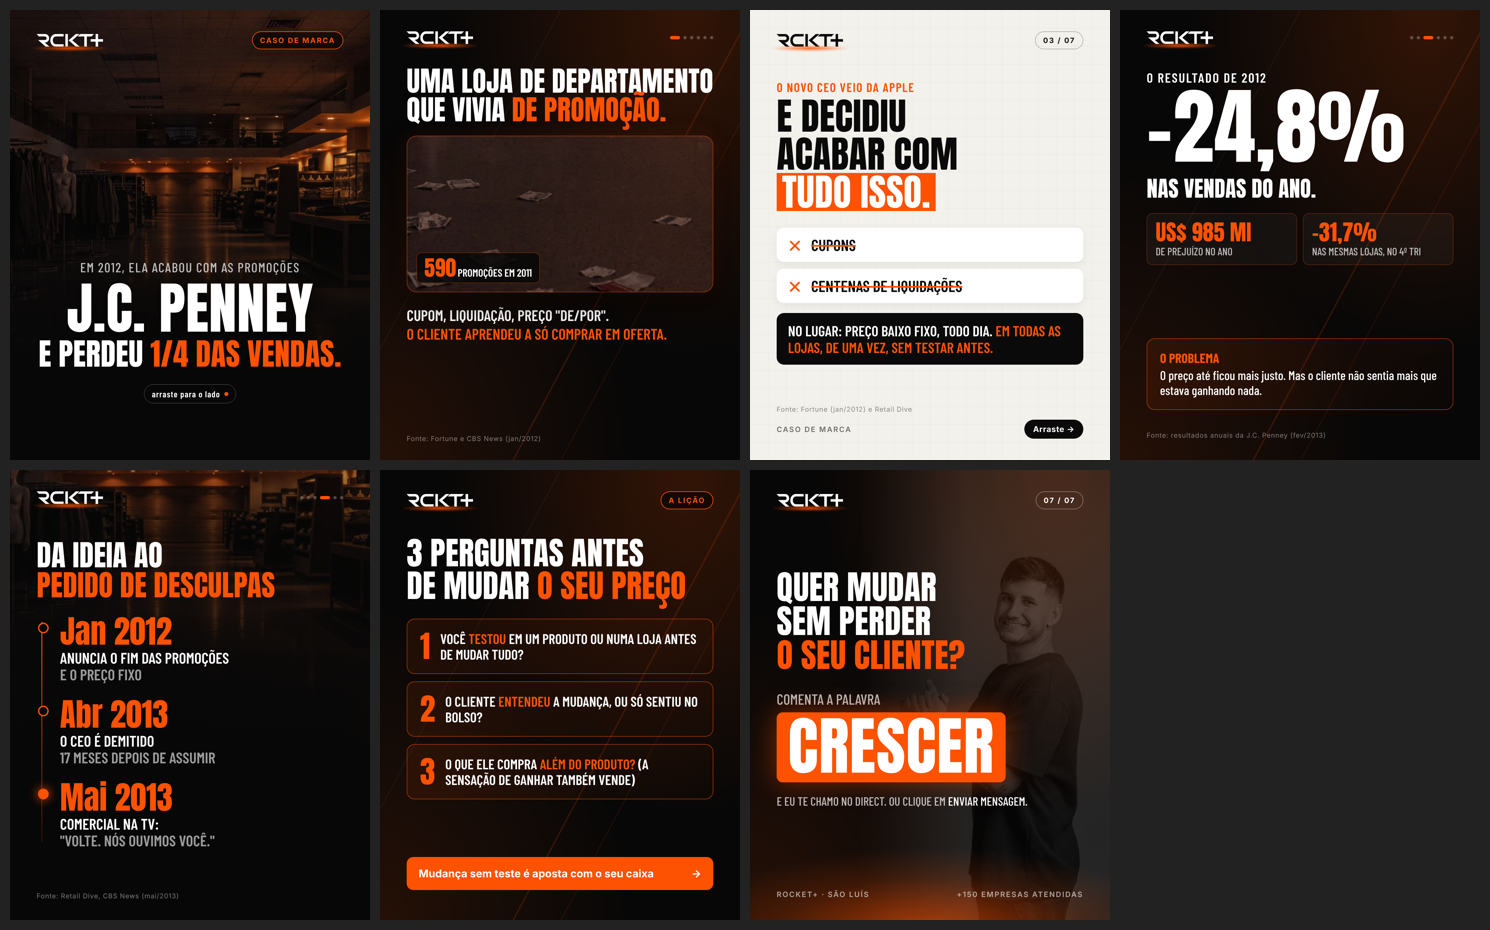 RCKT+
CASO DE MARCA
EM 2012, ELA ACABOU COM AS PROMOÇÕES
J.C. PENNEY
E PERDEU 1/4 DAS VENDAS.
arraste para o lado
RCKT+
UMA LOJA DE DEPARTAMENTO
QUE VIVIA DE PROMOÇÃO.
590 PROMOÇÕES EM 2011
CUPOM, LIQUIDAÇÃO, PREÇO "DE/POR".
O CLIENTE APRENDEU A SÓ COMPRAR EM OFERTA.
Fonte: Fortune e CBS News (jan/2012)
RCKT+
03 / 07
O NOVO CEO VEIO DA APPLE
E DECIDIU
ACABAR COM
TUDO ISSO.
CUPONS
CENTENAS DE LIQUIDAÇÕES
NO LUGAR: PREÇO BAIXO FIXO, TODO DIA. EM TODAS AS
LOJAS, DE UMA VEZ, SEM TESTAR ANTES.
Fonte: Fortune (jan/2012) e Retail Dive
CASO DE MARCA
Arraste →
RCKT+
O RESULTADO DE 2012
-24,8%
NAS VENDAS DO ANO.
US$ 985 MI
DE PREJUÍZO NO ANO
-31,7%
NAS MESMAS LOJAS, NO 4º TRI
O PROBLEMA
O preço até ficou mais justo. Mas o cliente não sentia mais que
estava ganhando nada.
Fonte: resultados anuais da J.C. Penney (fev/2013)
RCKT+
DA IDEIA AO
PEDIDO DE DESCULPAS
Jan 2012
ANUNCIA O FIM DAS PROMOÇÕES
E O PREÇO FIXO
Abr 2013
O CEO É DEMITIDO
17 MESES DEPOIS DE ASSUMIR
Mai 2013
COMERCIAL NA TV:
"VOLTE. NÓS OUVIMOS VOCÊ."
Fonte: Retail Dive, CBS News (mai/2013)
RCKT+
A LIÇÃO
3 PERGUNTAS ANTES
DE MUDAR O SEU PREÇO
1 VOCÊ TESTOU EM UM PRODUTO OU NUMA LOJA ANTES
DE MUDAR TUDO?
2 O CLIENTE ENTENDEU A MUDANÇA, OU SÓ SENTIU NO
BOLSO?
3 O QUE ELE COMPRA ALÉM DO PRODUTO? (A
SENSAÇÃO DE GANHAR TAMBÉM VENDE)
Mudança sem teste é aposta com o seu caixa →
RCKT+
07 / 07
QUER MUDAR
SEM PERDER
O SEU CLIENTE?
COMENTA A PALAVRA
CRESCER
E EU TE CHAMO NO DIRECT. OU CLIQUE EM ENVIAR MENSAGEM.
ROCKET+ · SÃO LUÍS
+150 EMPRESAS ATENDIDAS